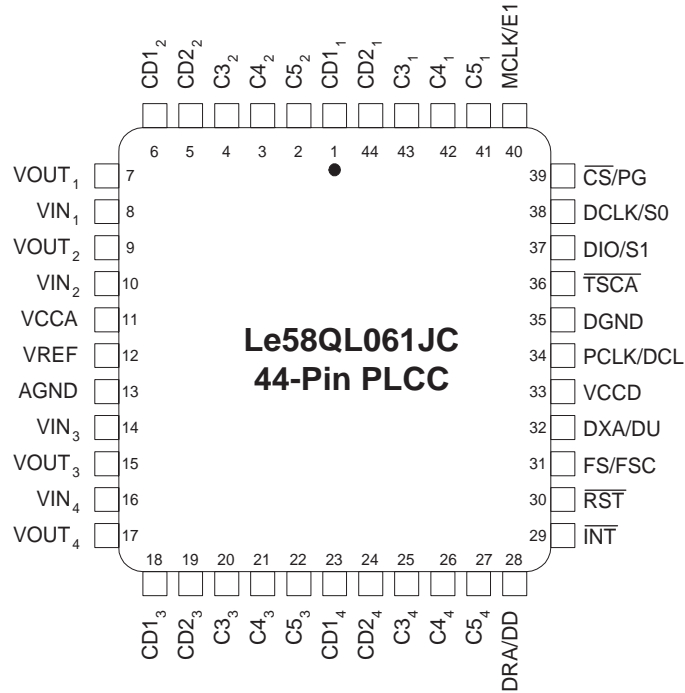 CD1₂ CD2₂ C3₂ C4₂ C5₂ CD1₁ CD2₁ C3₁ C4₁ C5₁ MCLK/E1
6 5 4 3 2 1 44 43 42 41 40
VOUT₁ 7 39 C̅S̅/PG
VIN₁ 8 38 DCLK/S0
VOUT₂ 9 37 DIO/S1
VIN₂ 10 36 T̅S̅C̅A̅
VCCA 11 35 DGND
VREF 12 34 PCLK/DCL
AGND 13 33 VCCD
VIN₃ 14 32 DXA/DU
VOUT₃ 15 31 FS/FSC
VIN₄ 16 30 R̅S̅T̅
VOUT₄ 17 29 I̅N̅T̅
Le58QL061JC
44-Pin PLCC
18 19 20 21 22 23 24 25 26 27 28
CD1₃ CD2₃ C3₃ C4₃ C5₃ CD1₄ CD2₄ C3₄ C4₄ C5₄ DRA/DD